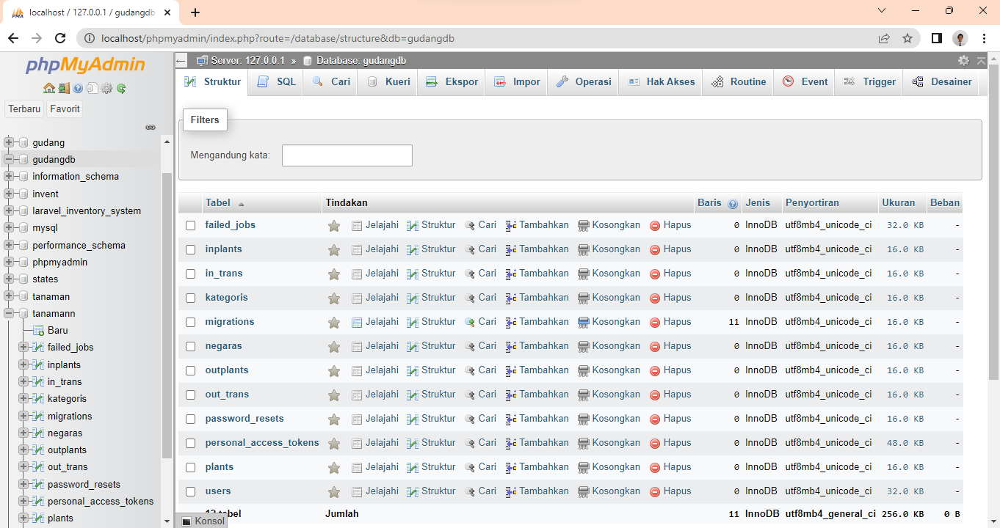 localhost / 127.0.0.1 / gudangdb
localhost/phpmyadmin/index.php?route=/database/structure&db=gudangdb
phpMyAdmin
Terbaru Favorit
gudang
gudangdb
information_schema
invent
laravel_inventory_system
mysql
performance_schema
phpmyadmin
states
tanaman
tanamann
Baru
failed_jobs
inplants
in_trans
kategoris
migrations
negaras
outplants
out_trans
password_resets
personal_access_tokens
plants
Server: 127.0.0.1 » Database: gudangdb
Struktur SQL Cari Kueri Ekspor Impor Operasi Hak Akses Routine Event Trigger Desainer
Filters
Mengandung kata:
Tabel Tindakan Baris Jenis Penyortiran Ukuran Beban
failed_jobs Jelajahi Struktur Cari Tambahkan Kosongkan Hapus 0 InnoDB utf8mb4_unicode_ci 32.0 KB -
inplants Jelajahi Struktur Cari Tambahkan Kosongkan Hapus 0 InnoDB utf8mb4_unicode_ci 16.0 KB -
in_trans Jelajahi Struktur Cari Tambahkan Kosongkan Hapus 0 InnoDB utf8mb4_unicode_ci 16.0 KB -
kategoris Jelajahi Struktur Cari Tambahkan Kosongkan Hapus 0 InnoDB utf8mb4_unicode_ci 16.0 KB -
migrations Jelajahi Struktur Cari Tambahkan Kosongkan Hapus 11 InnoDB utf8mb4_unicode_ci 16.0 KB -
negaras Jelajahi Struktur Cari Tambahkan Kosongkan Hapus 0 InnoDB utf8mb4_unicode_ci 16.0 KB -
outplants Jelajahi Struktur Cari Tambahkan Kosongkan Hapus 0 InnoDB utf8mb4_unicode_ci 16.0 KB -
out_trans Jelajahi Struktur Cari Tambahkan Kosongkan Hapus 0 InnoDB utf8mb4_unicode_ci 16.0 KB -
password_resets Jelajahi Struktur Cari Tambahkan Kosongkan Hapus 0 InnoDB utf8mb4_unicode_ci 16.0 KB -
personal_access_tokens Jelajahi Struktur Cari Tambahkan Kosongkan Hapus 0 InnoDB utf8mb4_unicode_ci 48.0 KB -
plants Jelajahi Struktur Cari Tambahkan Kosongkan Hapus 0 InnoDB utf8mb4_unicode_ci 16.0 KB -
users Jelajahi Struktur Cari Tambahkan Kosongkan Hapus 0 InnoDB utf8mb4_unicode_ci 32.0 KB -
Jumlah 11 InnoDB utf8mb4_general_ci 256.0 KB 0 B
Konsol